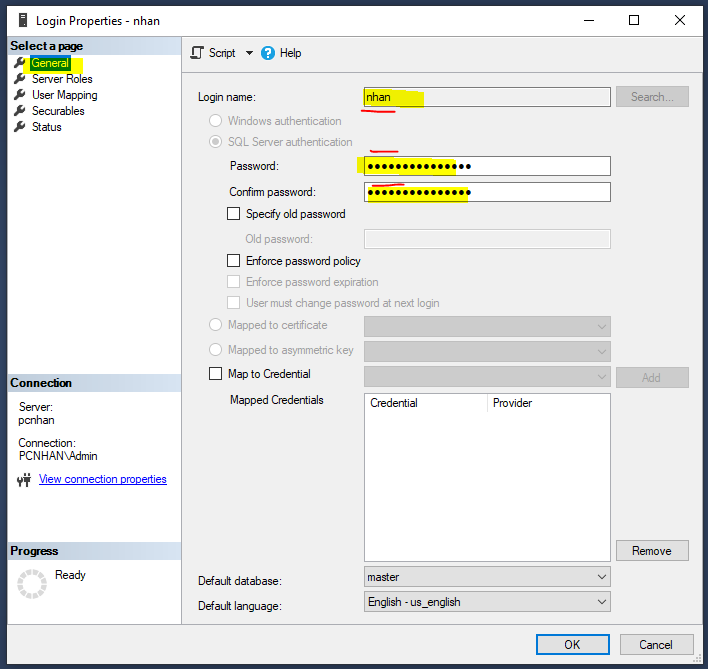 Login Properties - nhan
Select a page
General
Server Roles
User Mapping
Securables
Status
Connection
Server:
pcnhan
Connection:
PCNHAN\Admin
View connection properties
Progress
Ready
Script
Help
Login name:
nhan
Search...
Windows authentication
SQL Server authentication
Password:
●●●●●●●●●●●●●●●
Confirm password:
●●●●●●●●●●●●●●●
Specify old password
Old password:
Enforce password policy
Enforce password expiration
User must change password at next login
Mapped to certificate
Mapped to asymmetric key
Map to Credential
Add
Mapped Credentials
Credential Provider
Remove
Default database:
master
Default language:
English - us_english
OK Cancel